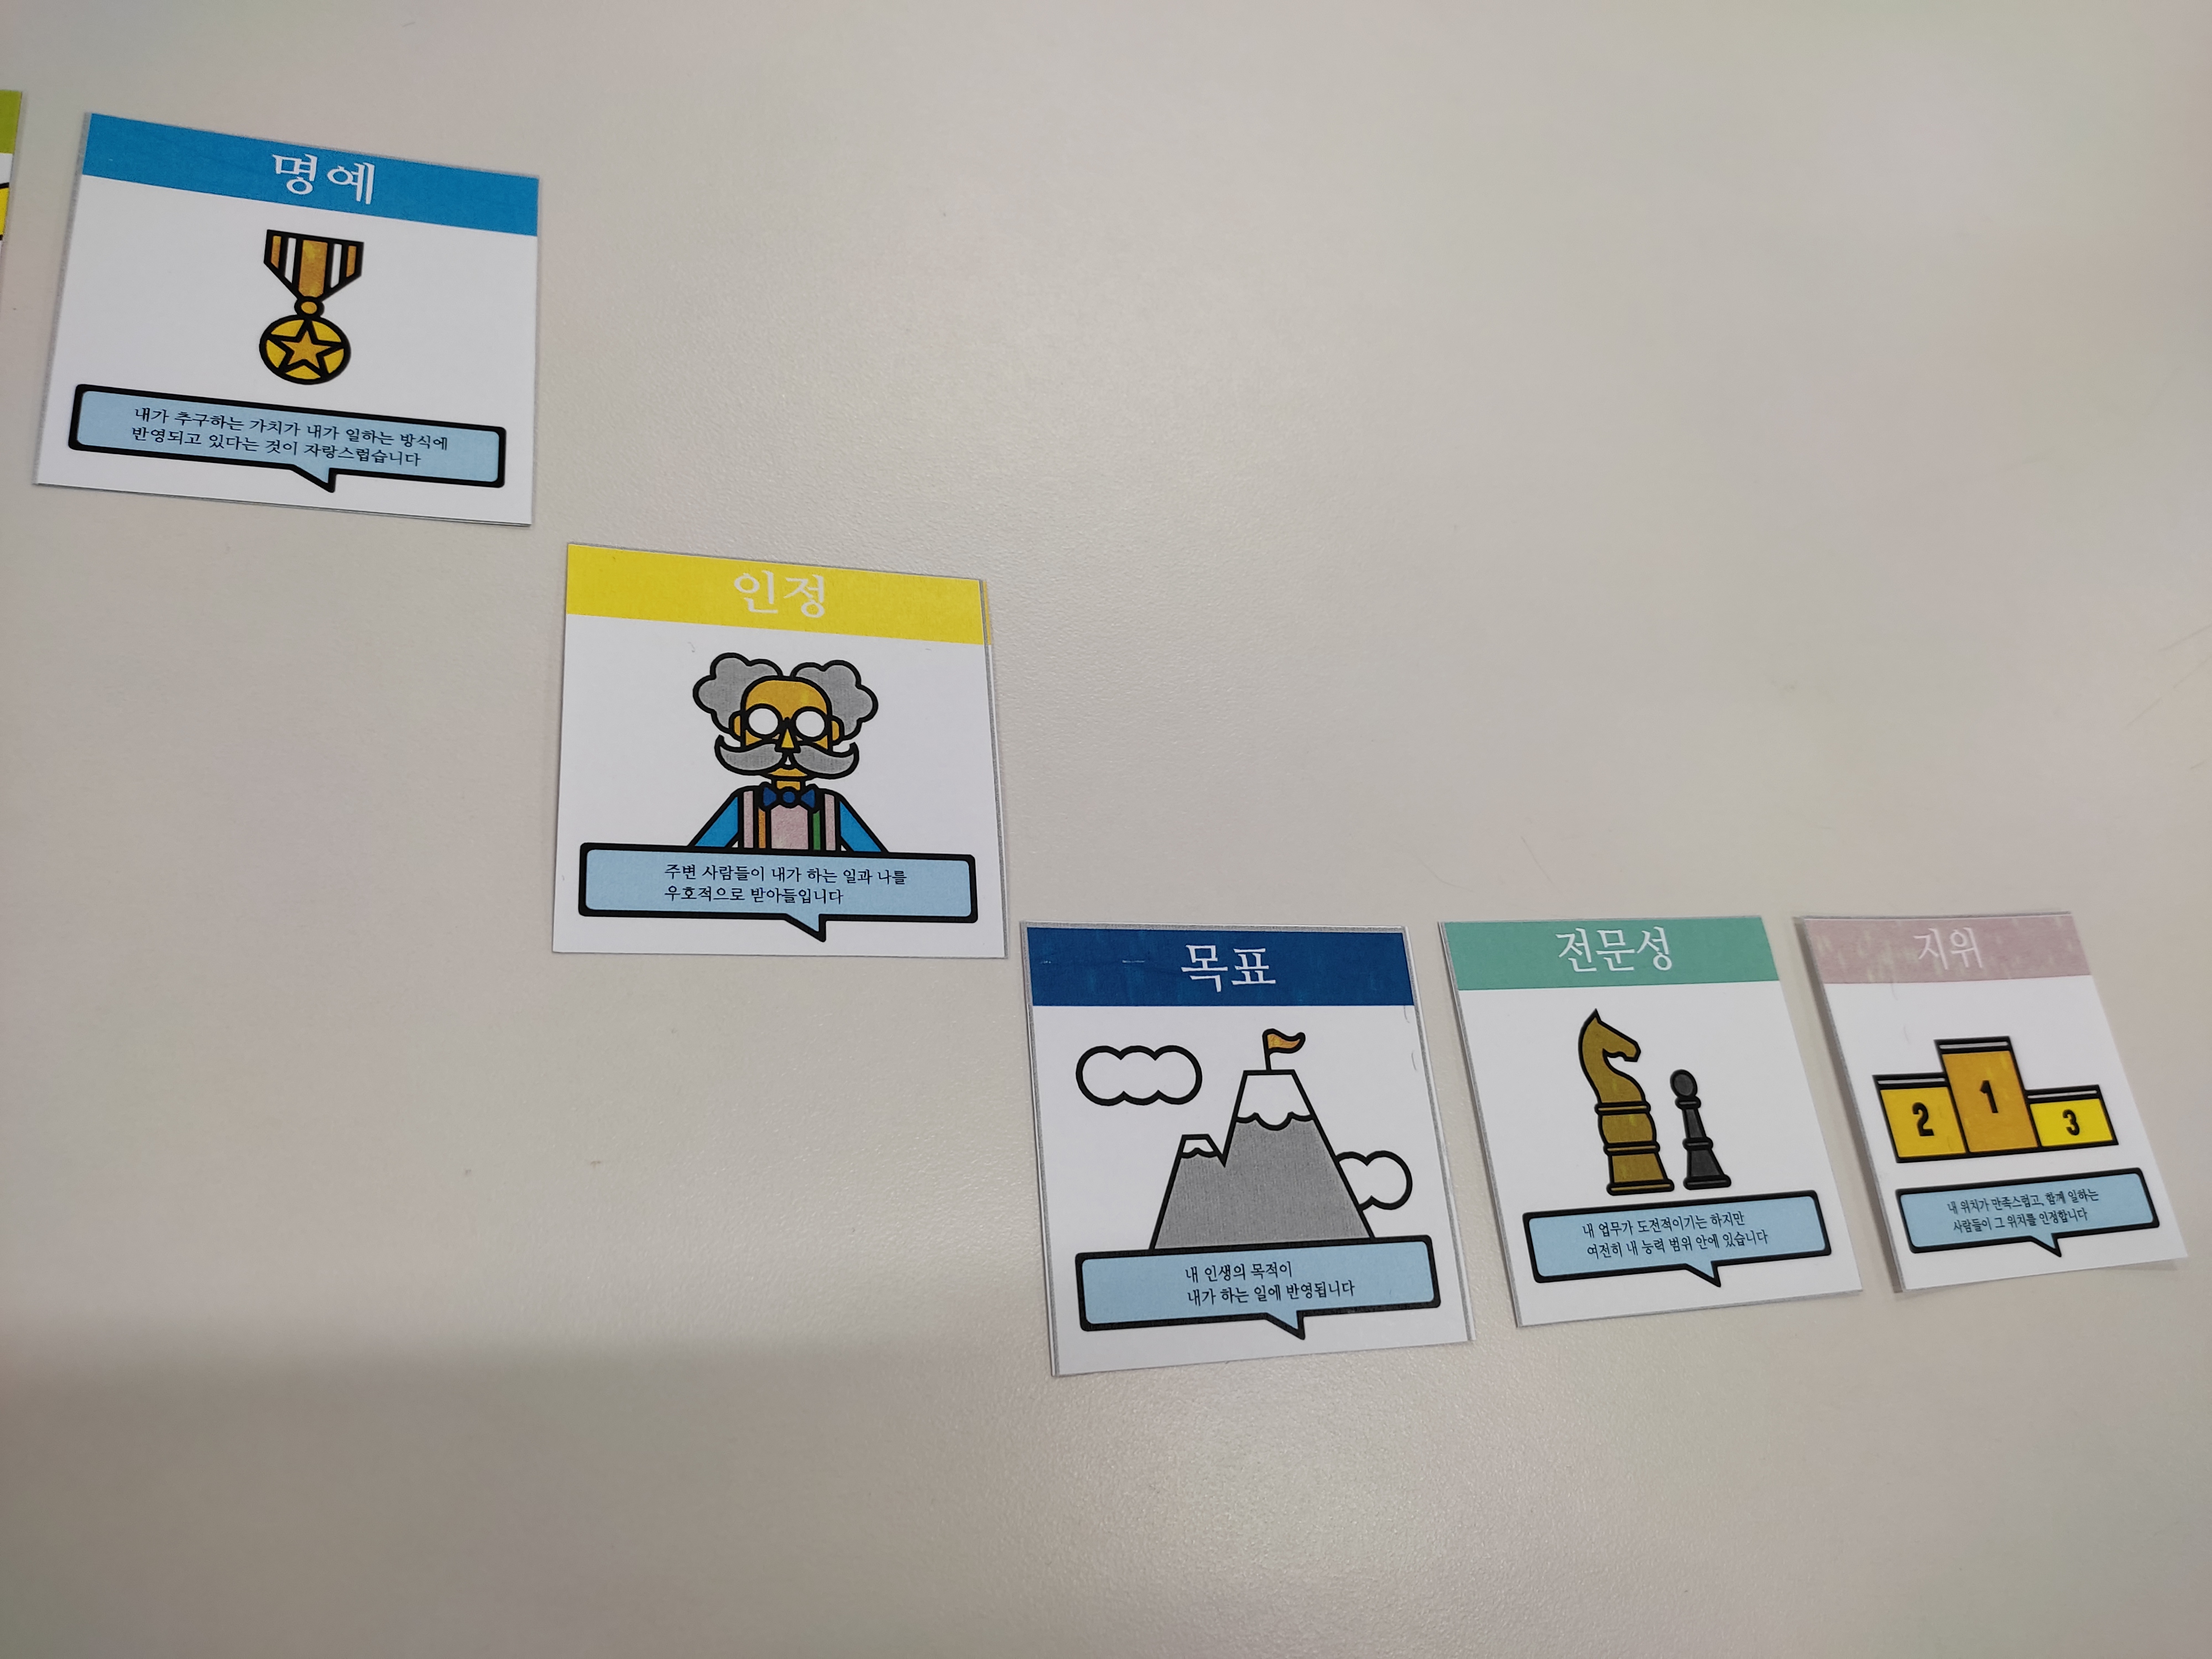 명예
내가 추구하는 가치가 내가 일하는 방식에
반영되고 있다는 것이 자랑스럽습니다
인정
주변 사람들이 내가 하는 일과 나를
우호적으로 받아들입니다
목표
내 인생의 목적이
내가 하는 일에 반영됩니다
전문성
내 업무가 도전적이기는 하지만
여전히 내 능력 범위 안에 있습니다
지위
2 1 3
내 위치가 만족스럽고, 함께 일하는
사람들이 그 위치를 인정합니다